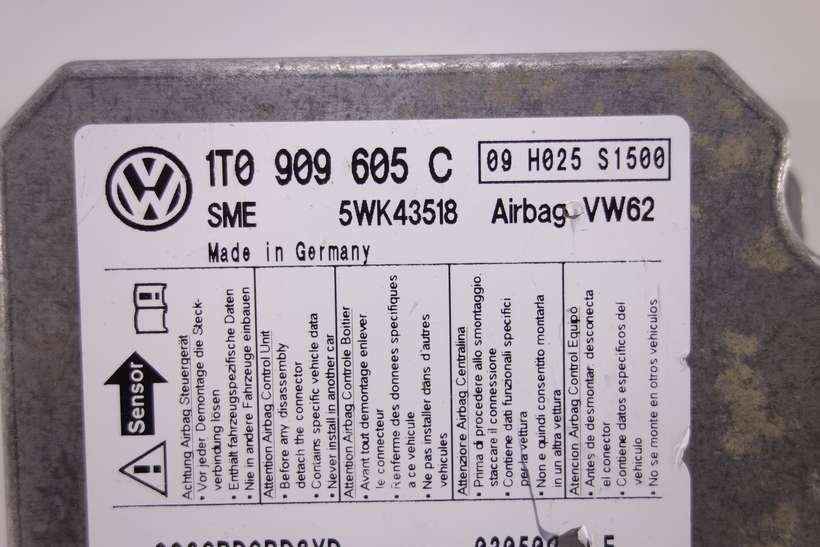 1T0 909 605 C
09 H025 S1500
SME 5WK43518 Airbag VW62
Made in Germany
Sensor
Achtung Airbag Steuergerät
• Vor jeder Demontage die Steck-
verbindung lösen
• Enthält fahrzeugspezifische Daten
• Nie in andere Fahrzeuge einbauen
Attention Airbag Control Unit
• Before any disassembly
detach the connector
• Contains specific vehicle data
• Never install in another car
Attention Airbag Controle Boitier
• Avant tout demontage enlever
le connecteur
• Renferme des donnees specifiques
a ce vehicule
• Ne pas installer dans d'autres
vehicules
Attenzione Airbag Centralina
• Prima di procedere allo smontaggio.
staccare il connessione
• Contiene dati funzionali specifici
per la vettura
• Non e quindi consentito montarla
in un altra vettura
Atencion Airbag Control Equipo
• Antes de desmontar, desconecta
el conector
• Contiene datos especificos del
vehiculo
• No se monte en otros vehiculos